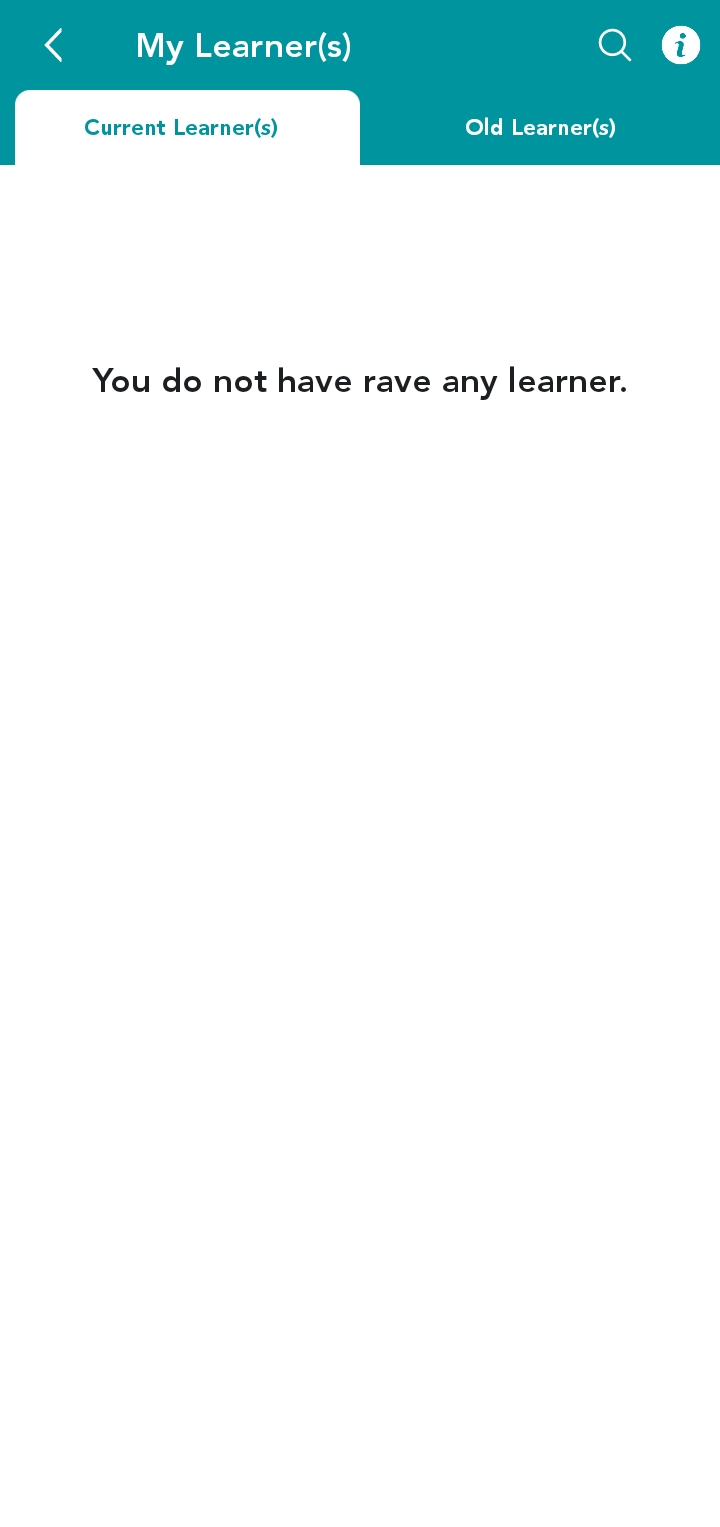 My Learner(s)
Current Learner(s)
Old Learner(s)
You do not have rave any learner.